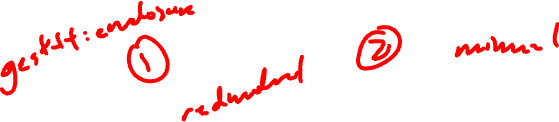 gestalt: enclosure
① ② minimal
redundant